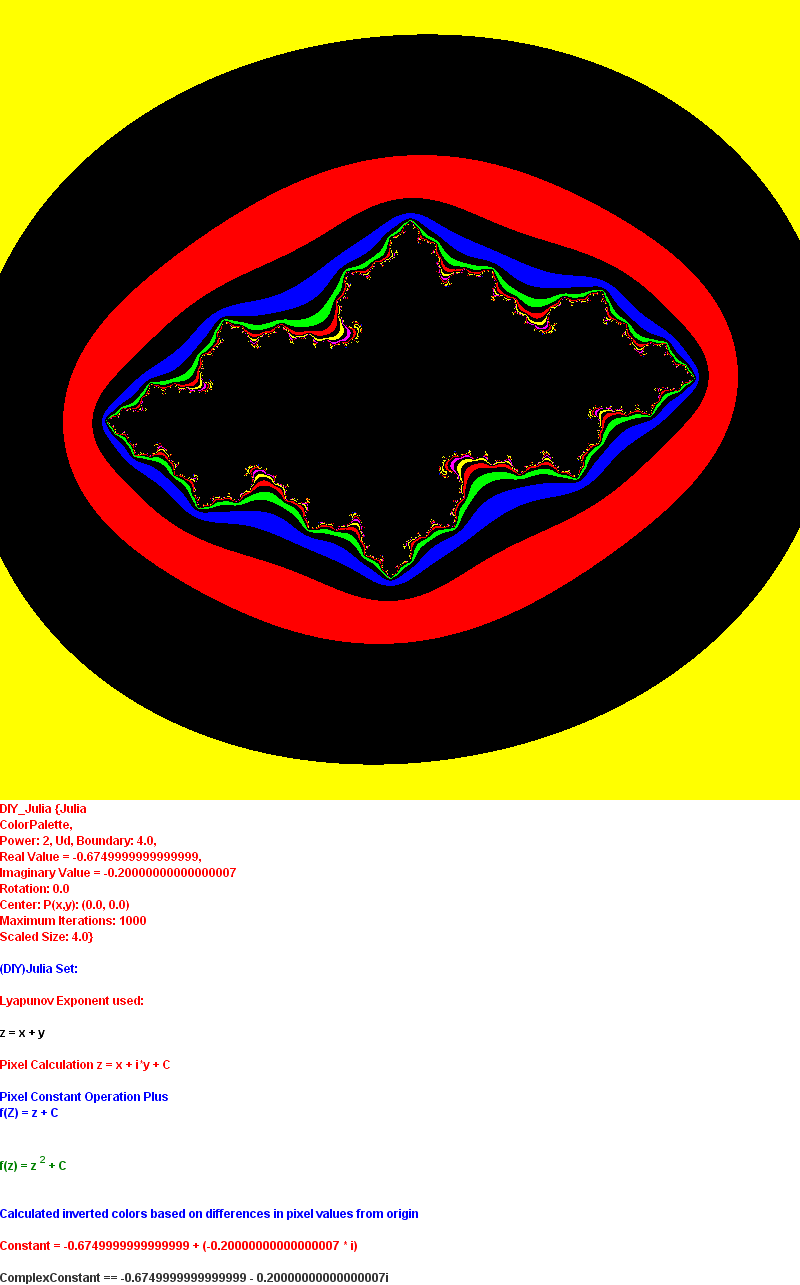 DIY_Julia {Julia
ColorPalette,
Power: 2, Ud, Boundary: 4.0,
Real Value = -0.6749999999999999,
Imaginary Value = -0.20000000000000007
Rotation: 0.0
Center: P(x,y): (0.0, 0.0)
Maximum Iterations: 1000
Scaled Size: 4.0}
(DIY)Julia Set:
Lyapunov Exponent used:
z = x + y
Pixel Calculation z = x + i*y + C
Pixel Constant Operation Plus
f(Z) = z + C
f(z) = z 2 + C
Calculated inverted colors based on differences in pixel values from origin
Constant = -0.6749999999999999 + (-0.20000000000000007 * i)
ComplexConstant == -0.6749999999999999 - 0.20000000000000007i